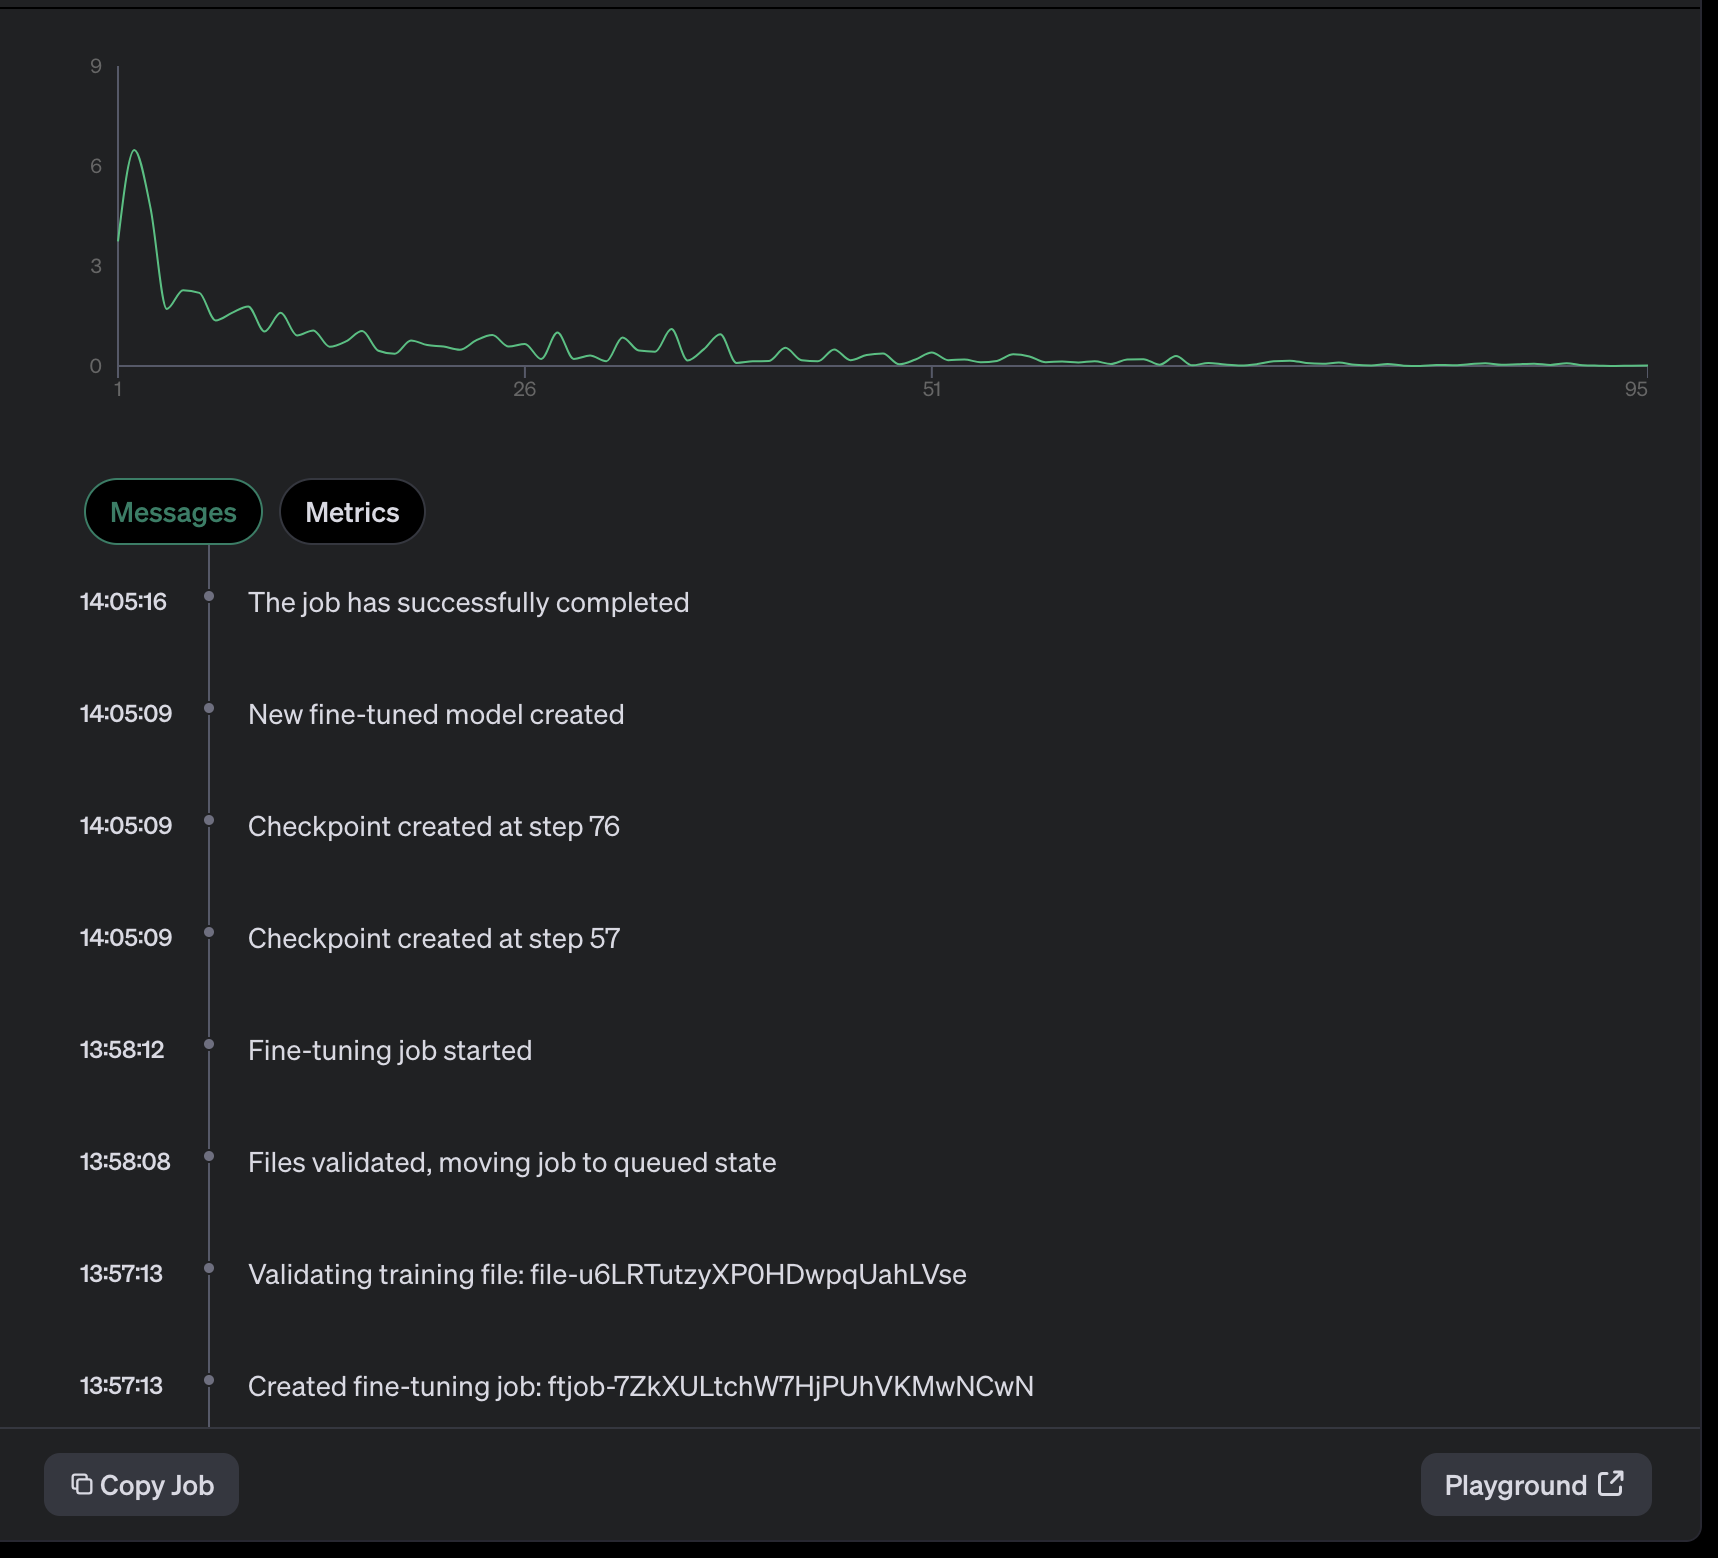 9
6
3
0
1 26 51 95
Messages Metrics
14:05:16 The job has successfully completed
14:05:09 New fine-tuned model created
14:05:09 Checkpoint created at step 76
14:05:09 Checkpoint created at step 57
13:58:12 Fine-tuning job started
13:58:08 Files validated, moving job to queued state
13:57:13 Validating training file: file-u6LRTutzyXP0HDwpqUahLVse
13:57:13 Created fine-tuning job: ftjob-7ZkXULtchW7HjPUhVKMwNCwN
Copy Job Playground